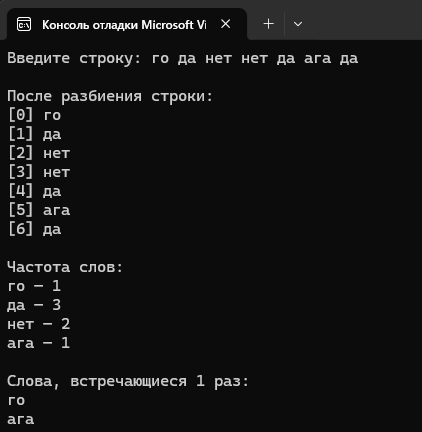 Консоль отладки Microsoft Vi
Введите строку: го да нет нет да ага да
После разбиения строки:
[0] го
[1] да
[2] нет
[3] нет
[4] да
[5] ага
[6] да
Частота слов:
го — 1
да — 3
нет — 2
ага — 1
Слова, встречающиеся 1 раз:
го
ага